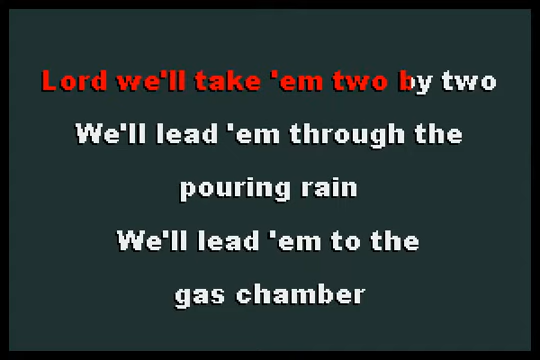 Lord we'll take 'em two by two
We'll lead 'em through the
pouring rain
We'll lead 'em to the
gas chamber